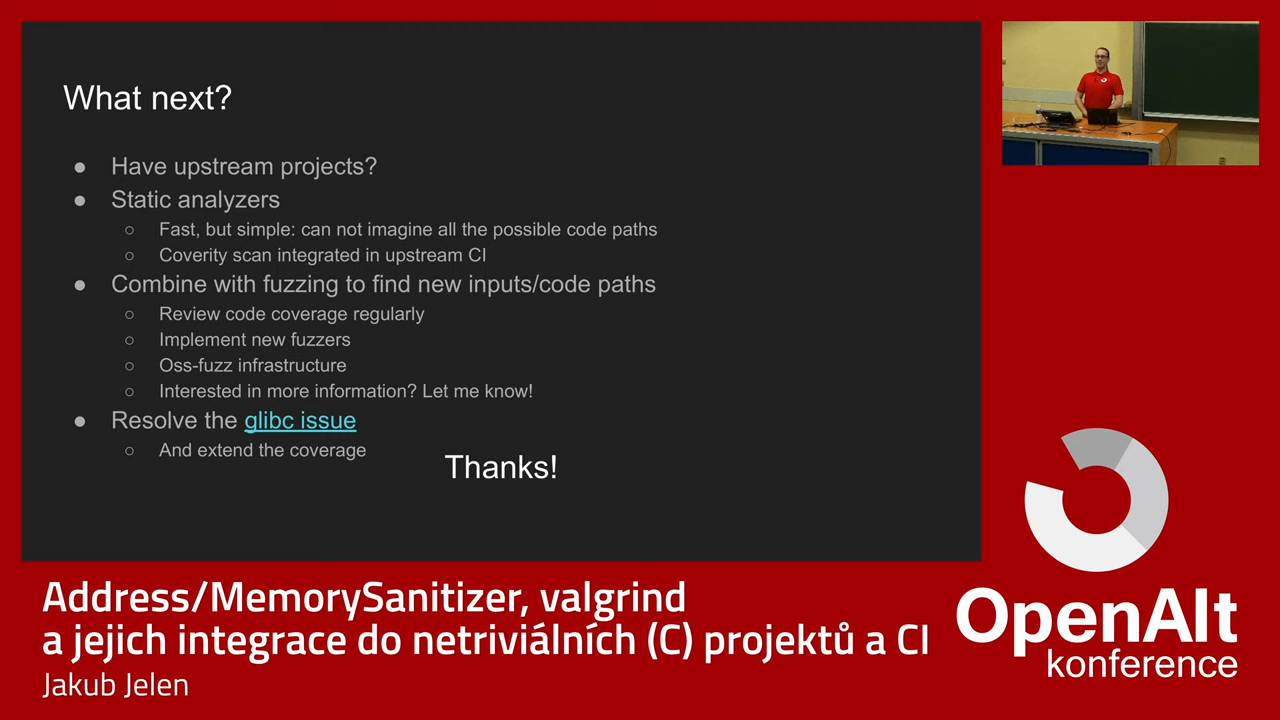 What next?
● Have upstream projects?
● Static analyzers
○ Fast, but simple: can not imagine all the possible code paths
○ Coverity scan integrated in upstream CI
● Combine with fuzzing to find new inputs/code paths
○ Review code coverage regularly
○ Implement new fuzzers
○ Oss-fuzz infrastructure
○ Interested in more information? Let me know!
● Resolve the glibc issue
○ And extend the coverage
Thanks!
Address/MemorySanitizer, valgrind
a jejich integrace do netriviálních (C) projektů a CI
Jakub Jelen
OpenAlt
konference